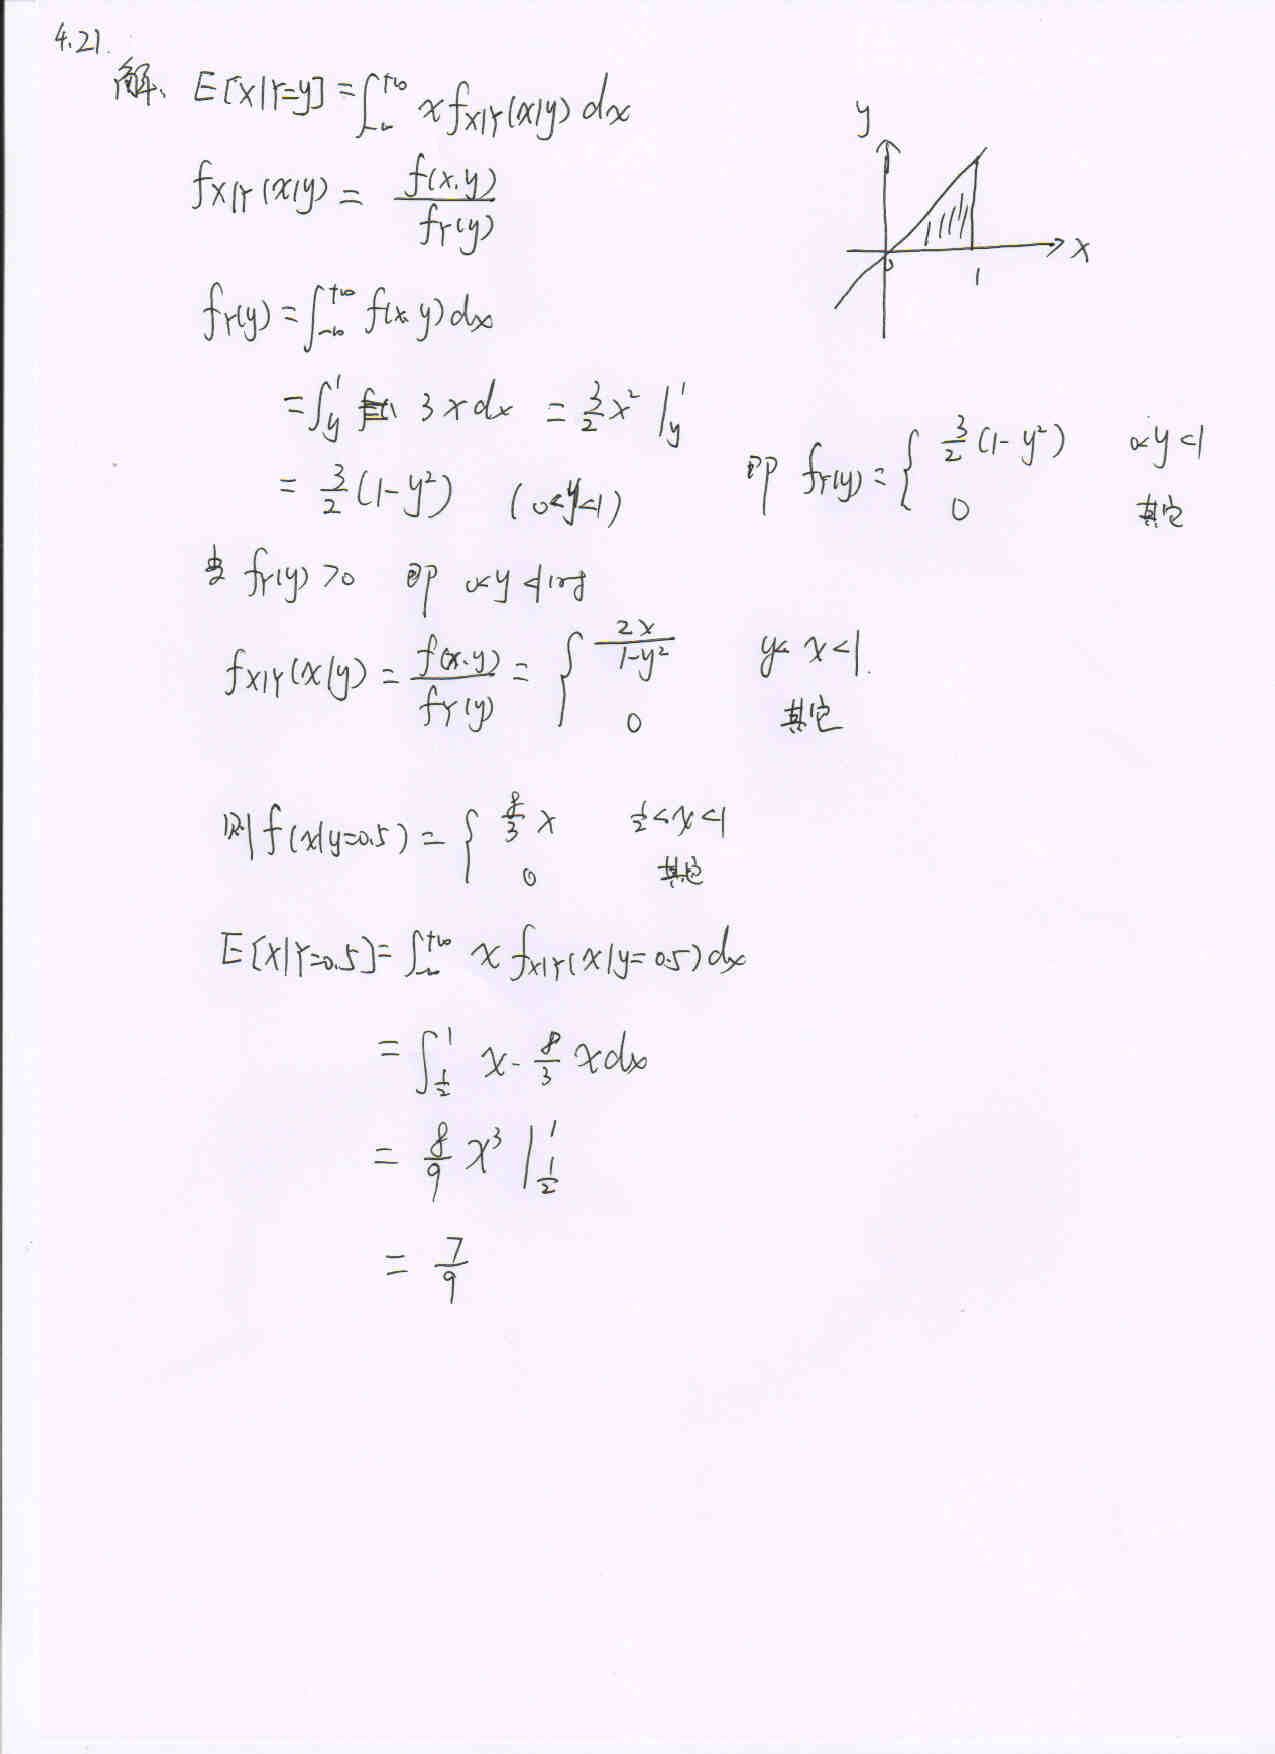 4.21.
解、 E[X|Y=y] = ∫_{-∞}^{+∞} x f_{X|Y}(x|y) dx
f_{X|Y}(x|y) = f(x,y) / f_Y(y)
y
x
0
1
f_Y(y) = ∫_{-∞}^{+∞} f(x,y) dx
= ∫_y^1 3x dx = 3/2 x² |_y^1
= 3/2 (1-y²) (0<y<1)
即 f_Y(y) = { 3/2 (1-y²) 0<y<1
0 其它
当 f_Y(y) >0 即 0<y<1时
f_{X|Y}(x|y) = f(x,y) / f_Y(y) = { 2x / (1-y²) y< x <1.
0 其它
则 f(x|y=0.5) = { 8/3 x 1/2 < x <1
0 其它
E[X|Y=0.5] = ∫_{-∞}^{+∞} x f_{X|Y}(x|y=0.5) dx
= ∫_{1/2}^1 x · 8/3 x dx
= 8/9 x³ |_{1/2}^1
= 7/9